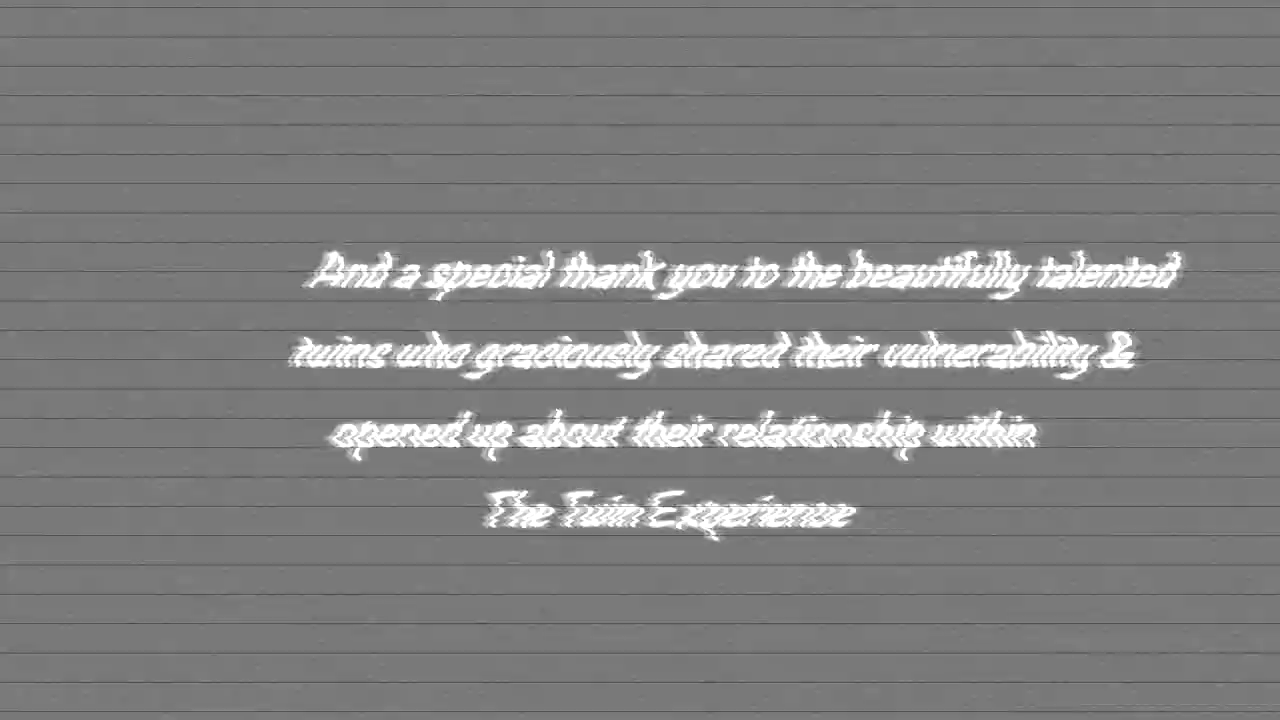 And a special thank you to the beautifully talented
twins who graciously shared their vulnerability &
opened up about their relationship within
The Twin Experience